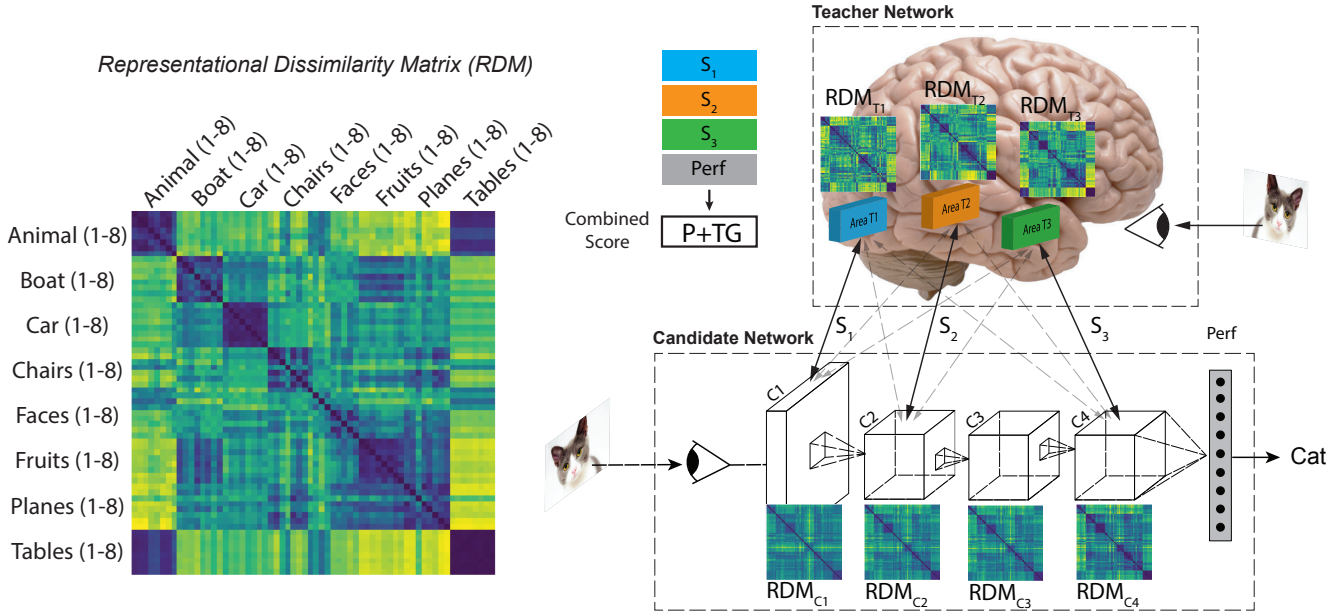 Representational Dissimilarity Matrix (RDM)
Animal (1-8)
Boat (1-8)
Car (1-8)
Chairs (1-8)
Faces (1-8)
Fruits (1-8)
Planes (1-8)
Tables (1-8)
Animal (1-8)
Boat (1-8)
Car (1-8)
Chairs (1-8)
Faces (1-8)
Fruits (1-8)
Planes (1-8)
Tables (1-8)
S1
S2
S3
Perf
Combined
Score
P+TG
Teacher Network
RDMT1
RDMT2
RDMT3
Area T1
Area T2
Area T3
S1
S2
S3
Candidate Network
Perf
C1
C2
C3
C4
Cat
RDMC1
RDMC2
RDMC3
RDMC4